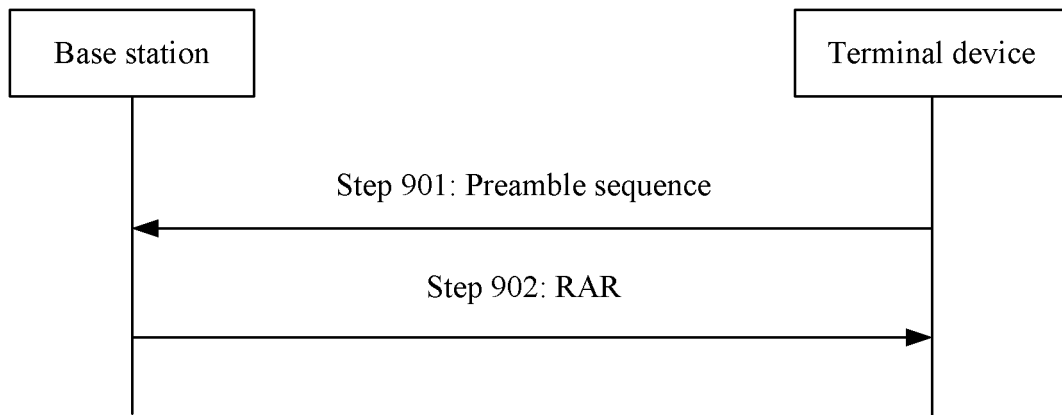 Base station
Terminal device
Step 901: Preamble sequence
Step 902: RAR